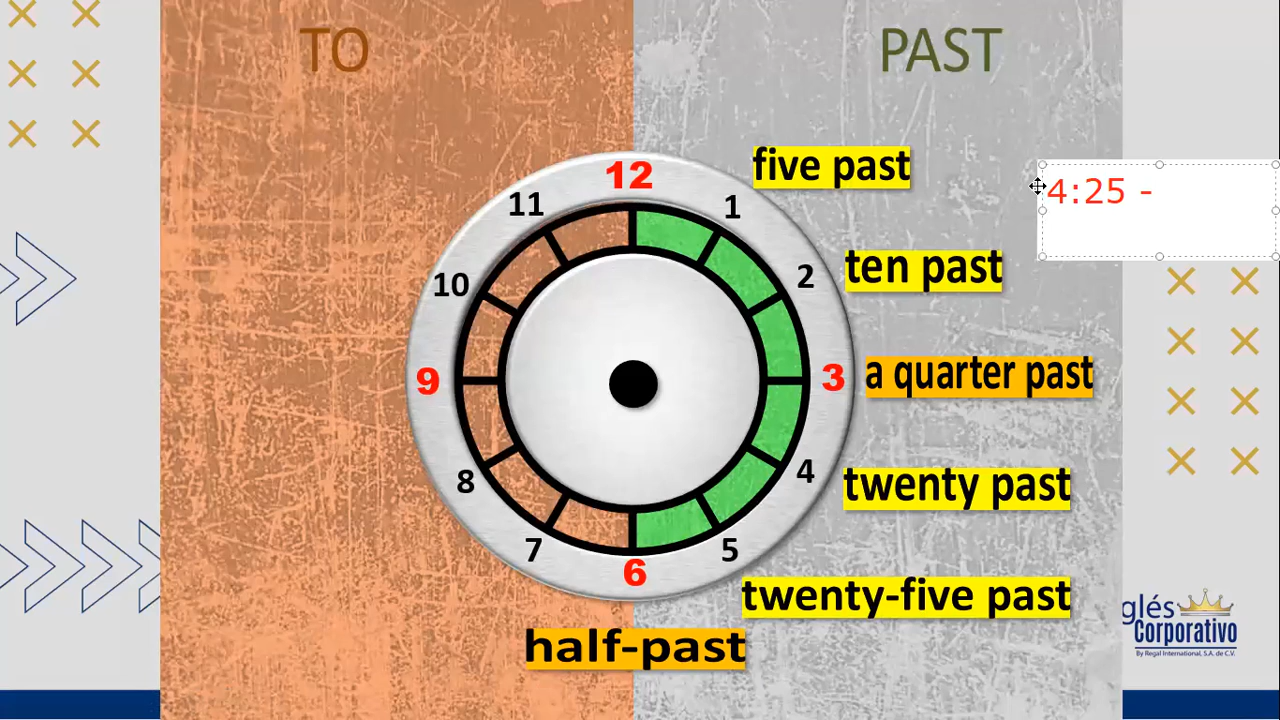 TO
PAST
12
11
1
five past
4:25 -
10
2
ten past
9
3
a quarter past
8
4
twenty past
7
5
6
twenty-five past
half-past
glés
Corporativo
By Regal International, S.A. de C.V.